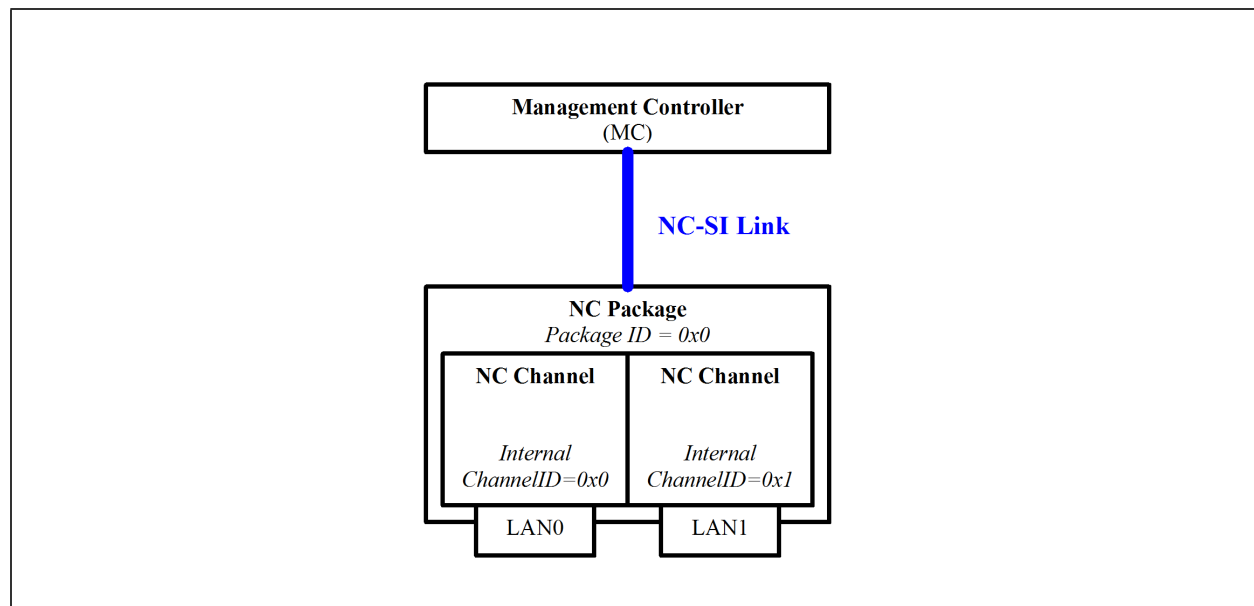 Management Controller
(MC)
NC-SI Link
NC Package
Package ID = 0x0
NC Channel
NC Channel
Internal
ChannelID=0x0
Internal
ChannelID=0x1
LAN0
LAN1